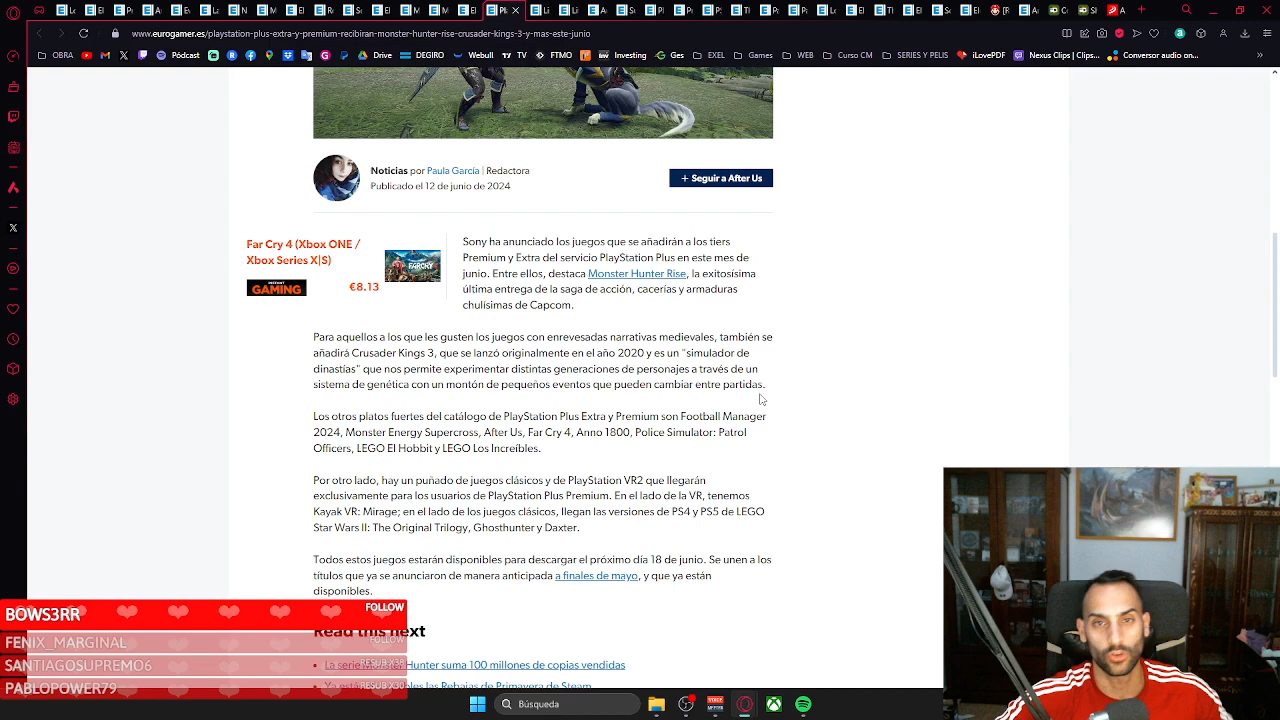 www.eurogamer.es/playstation-plus-extra-y-premium-recibiran-monster-hunter-rise-crusader-kings-3-y-mas-este-junio
OBRA
Pódcast
Drive
DEGIRO
Webull
TV
FTMO
Investing
Ges
EXEL
Games
WEB
Curso CM
SERIES Y PELIS
iLovePDF
Nexus Clips | Clips...
Conversor audio on...
Noticias por Paula García | Redactora
Publicado el 12 de junio de 2024
+ Seguir a After Us
Far Cry 4 (Xbox ONE /
Xbox Series X|S)
FARCRY
INSTANT
GAMING
€8.13
Sony ha anunciado los juegos que se añadirán a los tiers
Premium y Extra del servicio PlayStation Plus en este mes de
junio. Entre ellos, destaca Monster Hunter Rise, la exitosísima
última entrega de la saga de acción, cacerías y armaduras
chulísimas de Capcom.
Para aquellos a los que les gusten los juegos con enrevesadas narrativas medievales, también se
añadirá Crusader Kings 3, que se lanzó originalmente en el año 2020 y es un "simulador de
dinastías" que nos permite experimentar distintas generaciones de personajes a través de un
sistema de genética con un montón de pequeños eventos que pueden cambiar entre partidas.
Los otros platos fuertes del catálogo de PlayStation Plus Extra y Premium son Football Manager
2024, Monster Energy Supercross, After Us, Far Cry 4, Anno 1800, Police Simulator: Patrol
Officers, LEGO El Hobbit y LEGO Los Increíbles.
Por otro lado, hay un puñado de juegos clásicos y de PlayStation VR2 que llegarán
exclusivamente para los usuarios de PlayStation Plus Premium. En el lado de la VR, tenemos
Kayak VR: Mirage; en el lado de los juegos clásicos, llegan las versiones de PS4 y PS5 de LEGO
Star Wars II: The Original Trilogy, Ghosthunter y Daxter.
Todos estos juegos estarán disponibles para descargar el próximo día 18 de junio. Se unen a los
títulos que ya se anunciaron de manera anticipada a finales de mayo, y que ya están
disponibles.
Read this next
La serie Monster Hunter suma 100 millones de copias vendidas
Ya están disponibles las Rebajas de Primavera de Steam
BOWS3RR FOLLOW
FENIX_MARGINAL FOLLOW
SANTIAGOSUPREMO6
PABLOPOWER79
Búsqueda